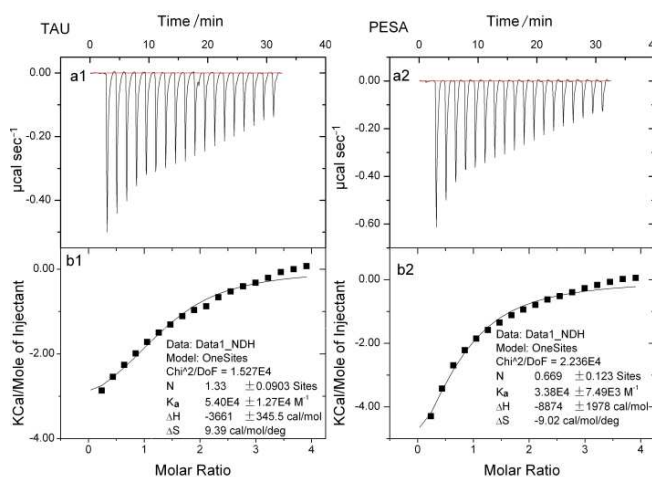 TAU
Time /min
0 10 20 30 40
a1
0.00
-0.20
-0.40
µcal sec⁻¹
b1
0.00
-2.00
-4.00
KCal/Mole of Injectant
Data: Data1_NDH
Model: OneSites
Chi^2/DoF = 1.527E4
N 1.33 ±0.0903 Sites
Ka 5.40E4 ±1.27E4 M⁻¹
ΔH -3661 ±345.5 cal/mol
ΔS 9.39 cal/mol/deg
0 1 2 3 4
Molar Ratio
PESA
Time /min
0 10 20 30 40
a2
0.00
-0.20
-0.40
-0.60
µcal sec⁻¹
b2
0.00
-2.00
-4.00
KCal/Mole of Injectant
Data: Data1_NDH
Model: OneSites
Chi^2/DoF = 2.236E4
N 0.669 ±0.123 Sites
Ka 3.38E4 ±7.49E3 M⁻¹
ΔH -8874 ±1978 cal/mol
ΔS -9.02 cal/mol/deg
0 1 2 3 4
Molar Ratio